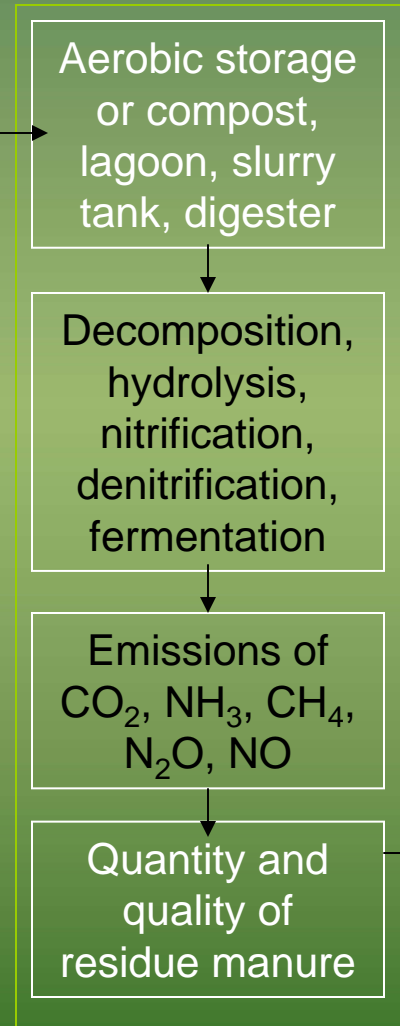 Aerobic storage
or compost,
lagoon, slurry
tank, digester
Decomposition,
hydrolysis,
nitrification,
denitrification,
fermentation
Emissions of
CO₂, NH₃, CH₄,
N₂O, NO
Quantity and
quality of
residue manure